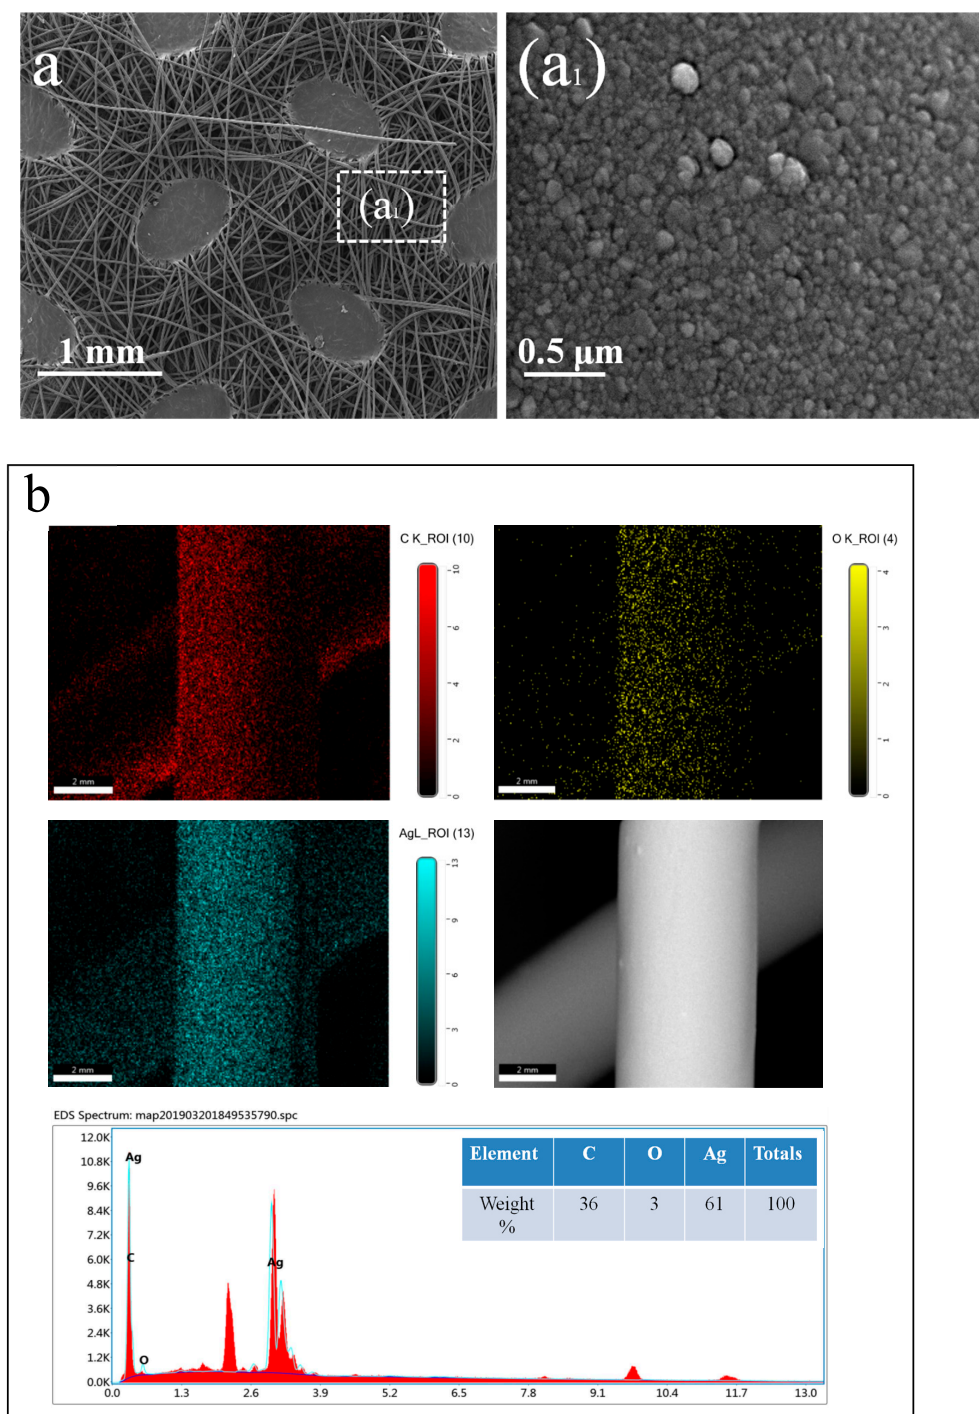 a
(a₁)
1 mm
(a₁)
0.5 µm
b
C K_ROI (10)
10
6
4
2
0
2 mm
O K_ROI (4)
4
3
2
1
0
2 mm
AgL_ROI (13)
13
9
6
3
0
2 mm
2 mm
EDS Spectrum: map201903201849535790.spc
12.0K
10.8K
9.6K
8.4K
7.2K
6.0K
4.8K
3.6K
2.4K
1.2K
0.0K
Ag
C
O
Ag
Element C O Ag Totals
Weight 36 3 61 100
%
0.0 1.3 2.6 3.9 5.2 6.5 7.8 9.1 10.4 11.7 13.0